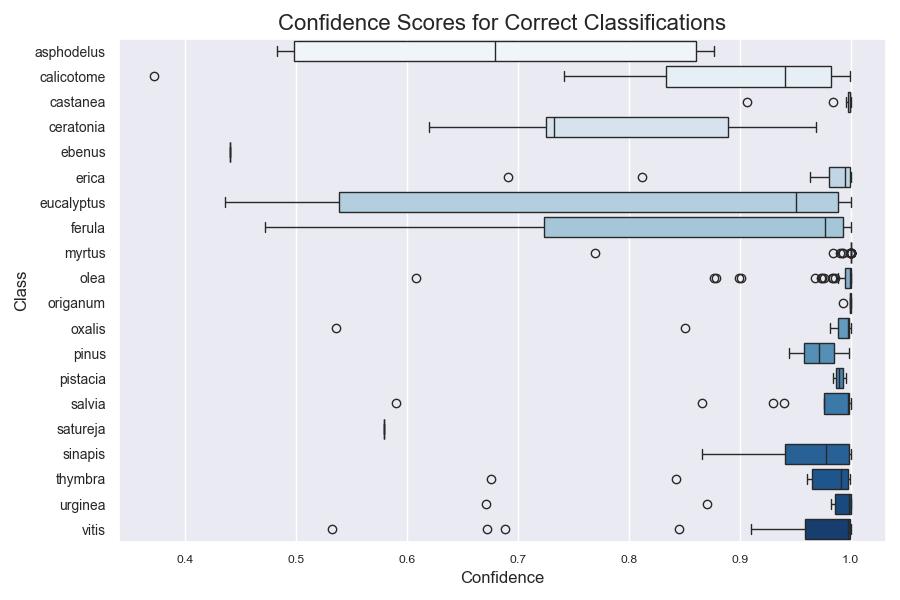 Confidence Scores for Correct Classifications
Class
asphodelus
calicotome
castanea
ceratonia
ebenus
erica
eucalyptus
ferula
myrtus
olea
origanum
oxalis
pinus
pistacia
salvia
satureja
sinapis
thymbra
urginea
vitis
0.4 0.5 0.6 0.7 0.8 0.9 1.0
Confidence